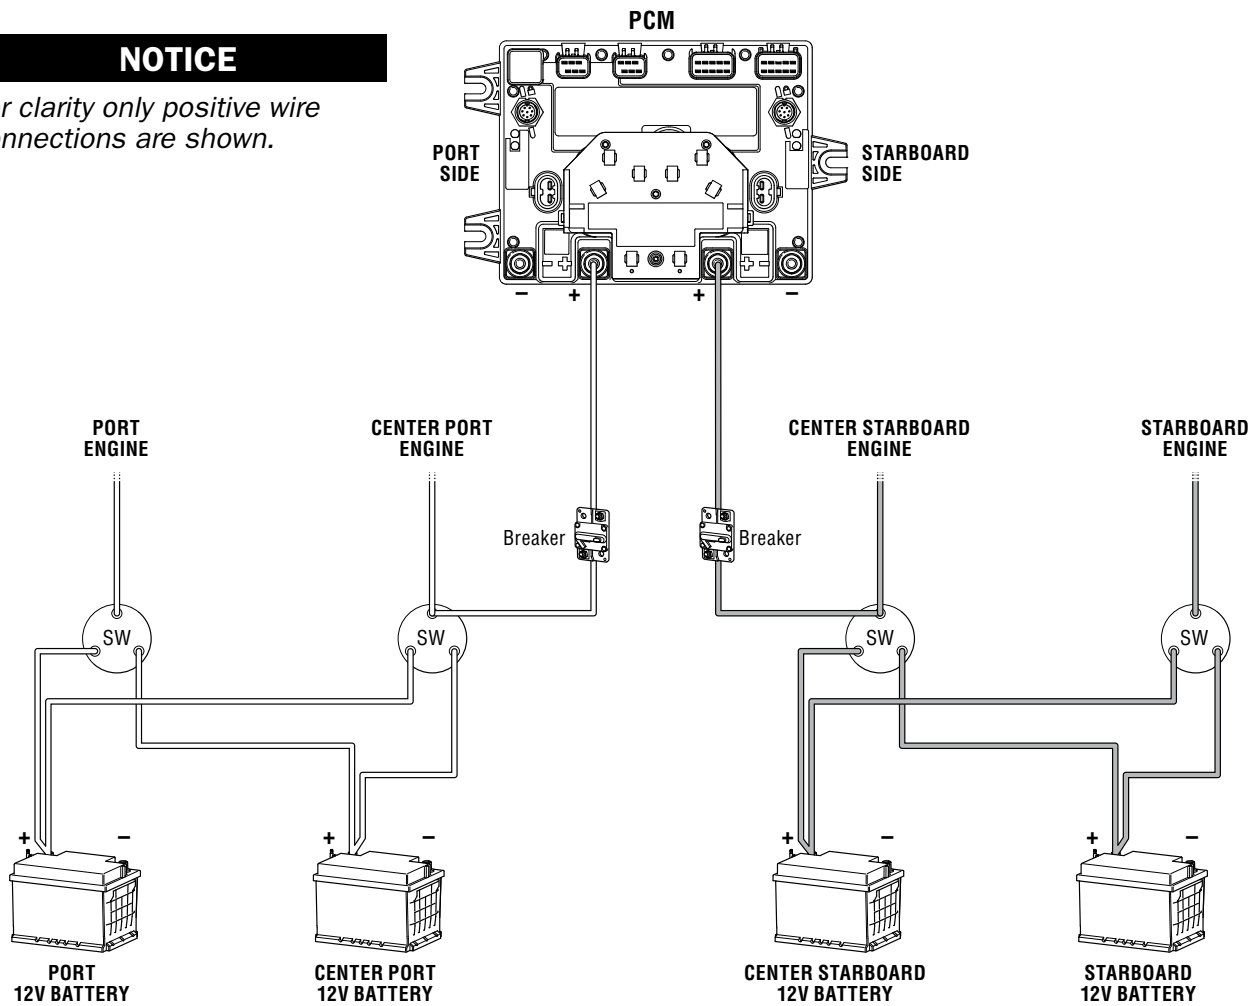 PCM
NOTICE
r clarity only positive wire
nnections are shown.
PORT
SIDE
STARBOARD
SIDE
– + + –
PORT
ENGINE
CENTER PORT
ENGINE
CENTER STARBOARD
ENGINE
STARBOARD
ENGINE
Breaker
Breaker
SW
SW
SW
SW
+ –
+ –
+ –
+ –
PORT
12V BATTERY
CENTER PORT
12V BATTERY
CENTER STARBOARD
12V BATTERY
STARBOARD
12V BATTERY